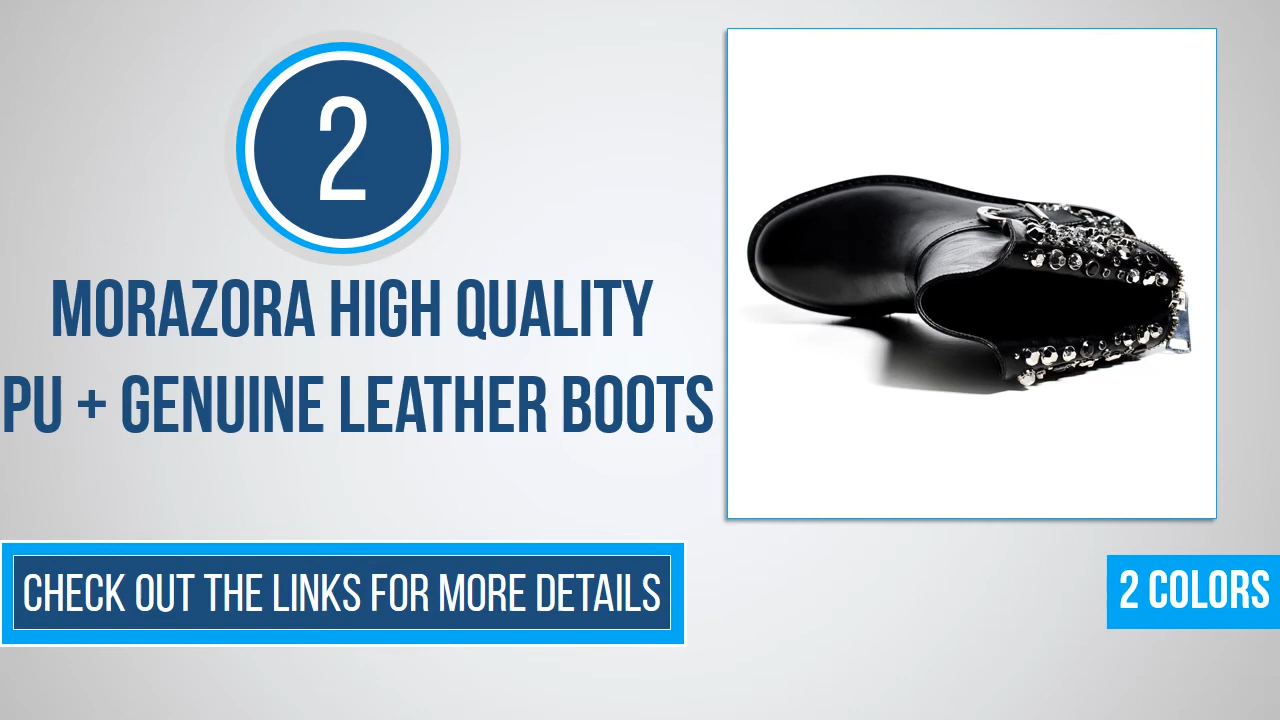 2
MORAZORA HIGH QUALITY
PU + GENUINE LEATHER BOOTS
CHECK OUT THE LINKS FOR MORE DETAILS
2 COLORS